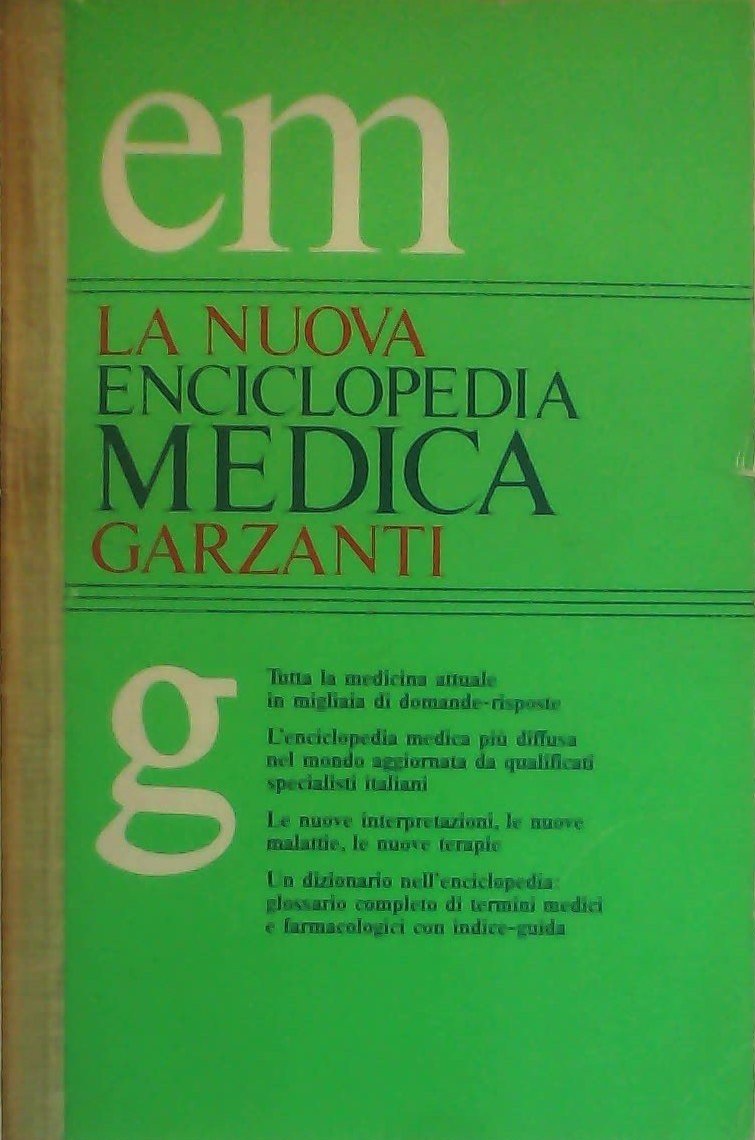 em
LA NUOVA
ENCICLOPEDIA
MEDICA
GARZANTI
g
Tutta la medicina attuale
in migliaia di domande-risposte
L'enciclopedia medica più diffusa
nel mondo aggiornata da qualificati
specialisti italiani
Le nuove interpretazioni, le nuove
malattie, le nuove terapie
Un dizionario nell'enciclopedia:
glossario completo di termini medici
e farmacologici con indice-guida